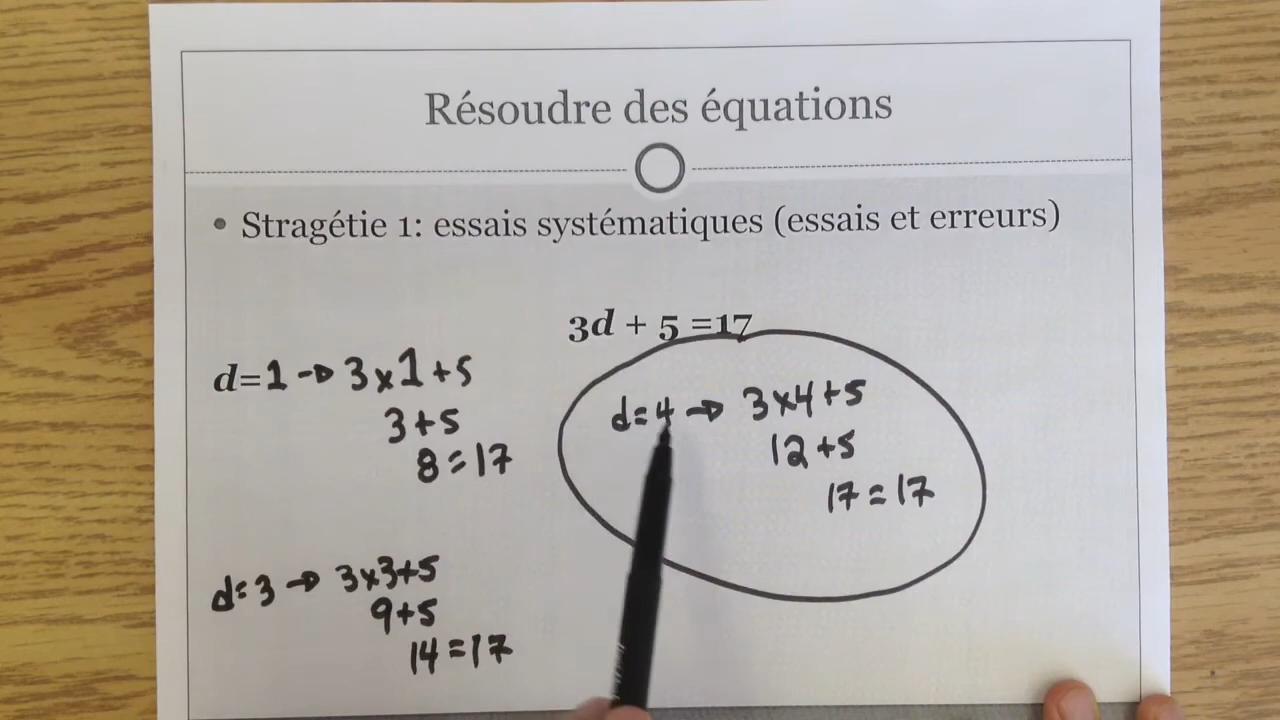 Résoudre des équations
• Stragétie 1: essais systématiques (essais et erreurs)
3d + 5 =17
d=1 → 3x1+5
3+5
8=17
d=3 → 3x3+5
9+5
14=17
d=4 → 3x4+5
12+5
17=17